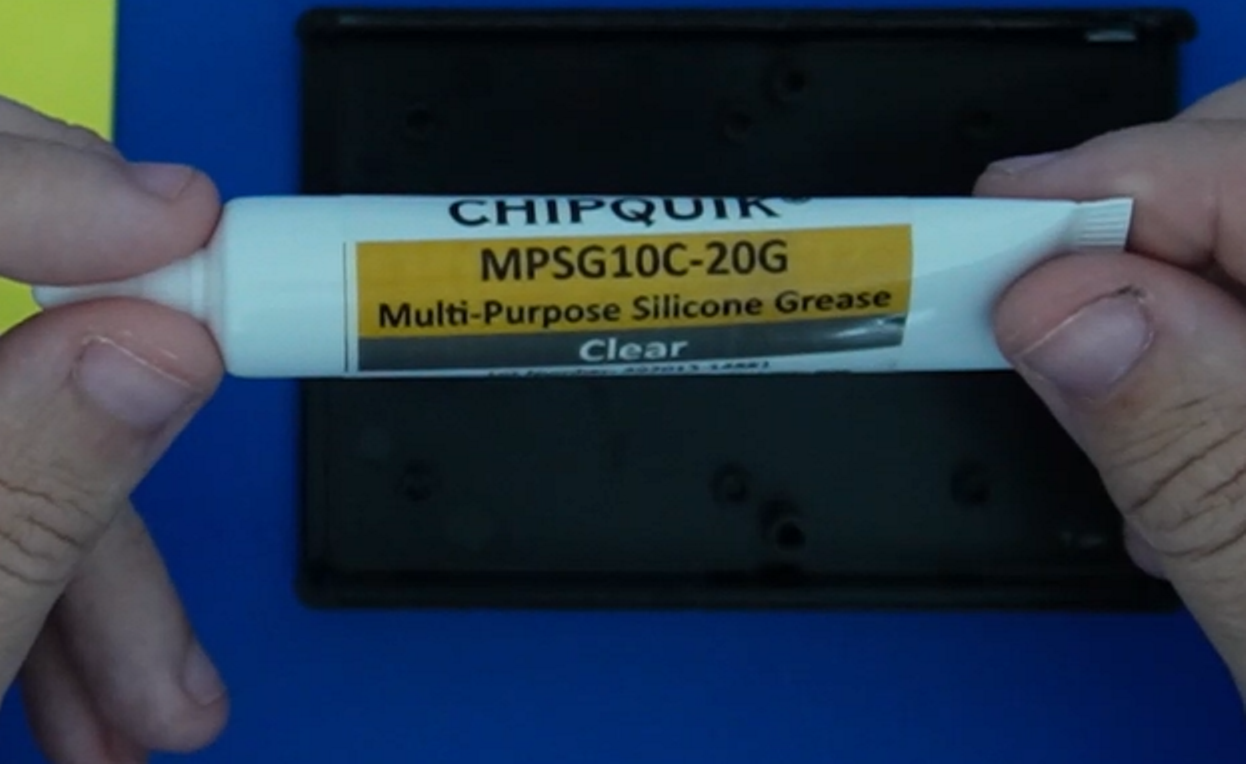 CHIPQUIK®
MPSG10C-20G
Multi-Purpose Silicone Grease
Clear